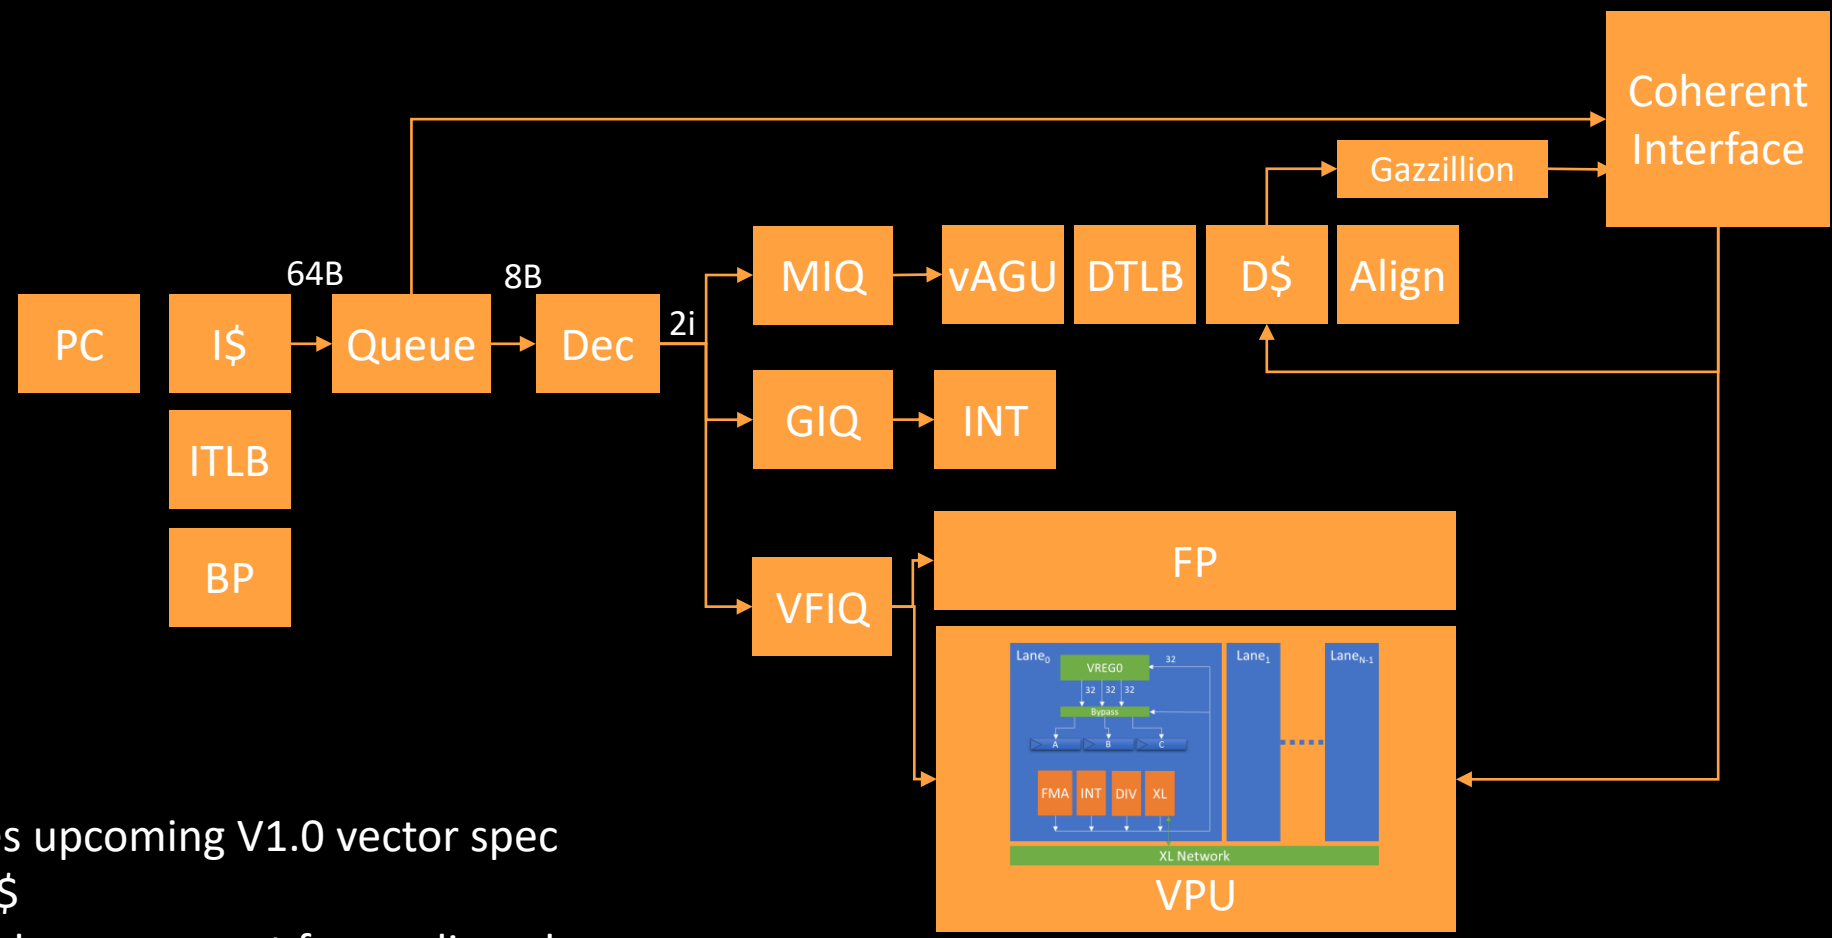 Coherent
Interface
Gazzillion
64B
8B
2i
PC
I$
Queue
Dec
MIQ
vAGU
DTLB
D$
Align
ITLB
GIQ
INT
BP
VFIQ
FP
Lane0
VREG0
32
Lane1
LaneN-1
32
32
32
Bypass
A
B
C
FMA
INT
DIV
XL
XL Network
VPU
upcoming V1.0 vector spec
$